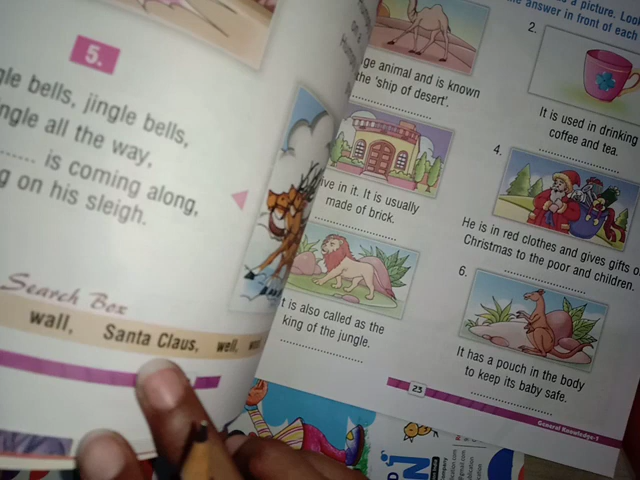 5.
gle bells, jingle bells,
ngle all the way,
...... is coming along,
g on his sleigh.
Search Box
wall, Santa Claus, well,
a picture. Look
the answer in front of each
ge animal and is known
the 'ship of desert'.
2.
It is used in drinking
coffee and tea.
ve in it. It is usually
made of brick.
4.
He is in red clothes and gives gifts o
Christmas to the poor and children.
t is also called as the
king of the jungle.
6.
It has a pouch in the body
to keep its baby safe.
23
General Knowledge-1